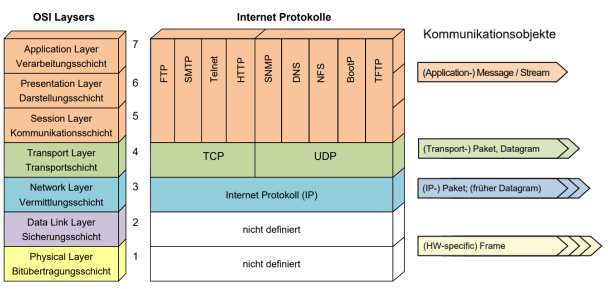 OSI Laysers
Internet Protokolle
Kommunikationsobjekte
Application Layer
Verarbeitungsschicht
7
Presentation Layer
Darstellungsschicht
6
Session Layer
Kommunikationsschicht
5
Transport Layer
Transportschicht
4
Network Layer
Vermittlungsschicht
3
Data Link Layer
Sicherungsschicht
2
Physical Layer
Bitübertragungsschicht
1
FTP
SMTP
Telnet
HTTP
SNMP
DNS
NFS
BootP
TFTP
TCP
UDP
Internet Protokoll (IP)
nicht definiert
nicht definiert
(Application-) Message / Stream
(Transport-) Paket, Datagram
(IP-) Paket; (früher Datagram)
(HW-specific) Frame